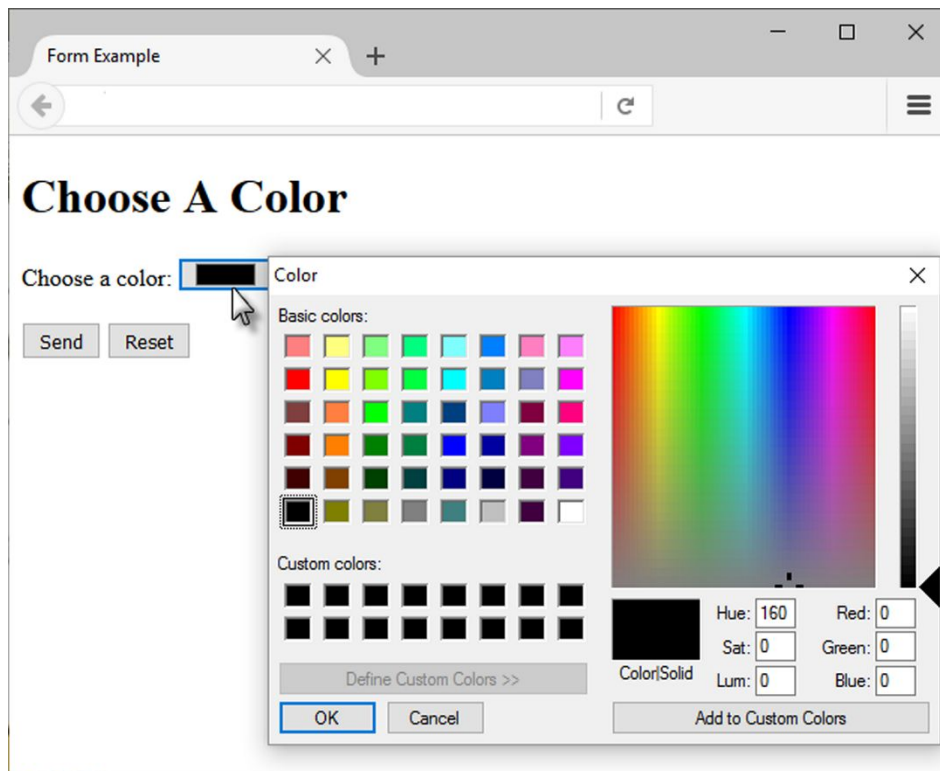 Form Example
Choose A Color
Choose a color:
Send Reset
Color
Basic colors:
Custom colors:
Define Custom Colors >>
OK Cancel
Color|Solid
Hue: 160 Red: 0
Sat: 0 Green: 0
Lum: 0 Blue: 0
Add to Custom Colors